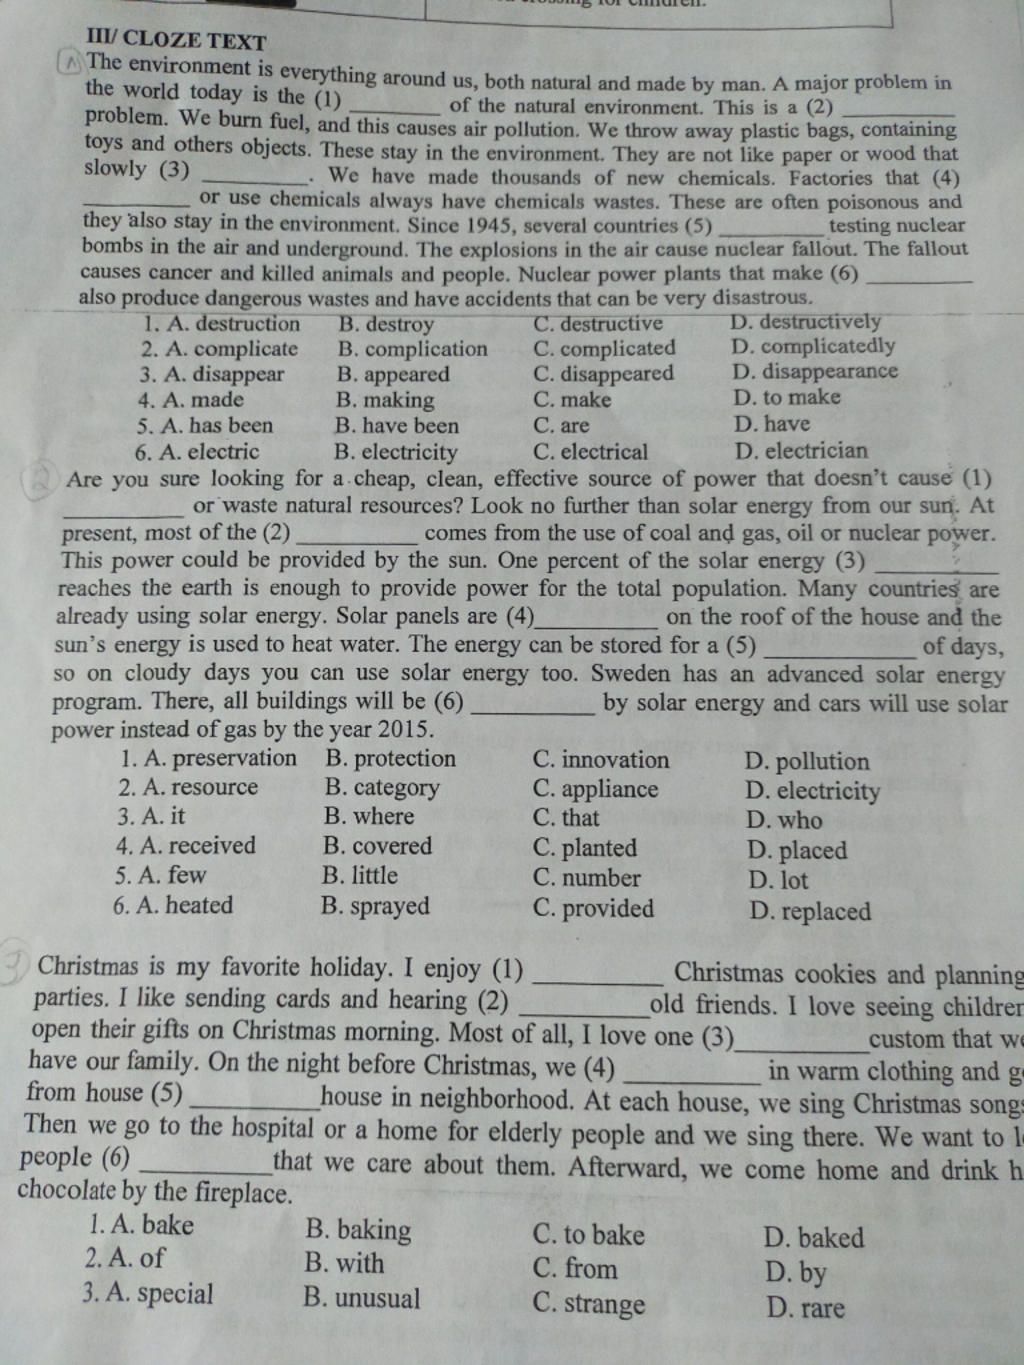 crossing for children.
III/ CLOZE TEXT
The environment is everything around us, both natural and made by man. A major problem in
the world today is the (1) ________ of the natural environment. This is a (2) ________
problem. We burn fuel, and this causes air pollution. We throw away plastic bags, containing
toys and others objects. These stay in the environment. They are not like paper or wood that
slowly (3) ________. We have made thousands of new chemicals. Factories that (4)
________ or use chemicals always have chemicals wastes. These are often poisonous and
they also stay in the environment. Since 1945, several countries (5) ________ testing nuclear
bombs in the air and underground. The explosions in the air cause nuclear fallout. The fallout
causes cancer and killed animals and people. Nuclear power plants that make (6) ________
also produce dangerous wastes and have accidents that can be very disastrous.
1. A. destruction B. destroy C. destructive D. destructively
2. A. complicate B. complication C. complicated D. complicatedly
3. A. disappear B. appeared C. disappeared D. disappearance
4. A. made B. making C. make D. to make
5. A. has been B. have been C. are D. have
6. A. electric B. electricity C. electrical D. electrician
2 Are you sure looking for a cheap, clean, effective source of power that doesn't cause (1)
________ or waste natural resources? Look no further than solar energy from our sun. At
present, most of the (2) ________ comes from the use of coal and gas, oil or nuclear power.
This power could be provided by the sun. One percent of the solar energy (3) ________
reaches the earth is enough to provide power for the total population. Many countries are
already using solar energy. Solar panels are (4)________ on the roof of the house and the
sun's energy is used to heat water. The energy can be stored for a (5) ________ of days,
so on cloudy days you can use solar energy too. Sweden has an advanced solar energy
program. There, all buildings will be (6) ________ by solar energy and cars will use solar
power instead of gas by the year 2015.
1. A. preservation B. protection C. innovation D. pollution
2. A. resource B. category C. appliance D. electricity
3. A. it B. where C. that D. who
4. A. received B. covered C. planted D. placed
5. A. few B. little C. number D. lot
6. A. heated B. sprayed C. provided D. replaced
3 Christmas is my favorite holiday. I enjoy (1) ________ Christmas cookies and planning
parties. I like sending cards and hearing (2) ________old friends. I love seeing children
open their gifts on Christmas morning. Most of all, I love one (3)________custom that we
have our family. On the night before Christmas, we (4) ________ in warm clothing and g
from house (5) ________house in neighborhood. At each house, we sing Christmas songs
Then we go to the hospital or a home for elderly people and we sing there. We want to l
people (6) ________that we care about them. Afterward, we come home and drink h
chocolate by the fireplace.
1. A. bake B. baking C. to bake D. baked
2. A. of B. with C. from D. by
3. A. special B. unusual C. strange D. rare